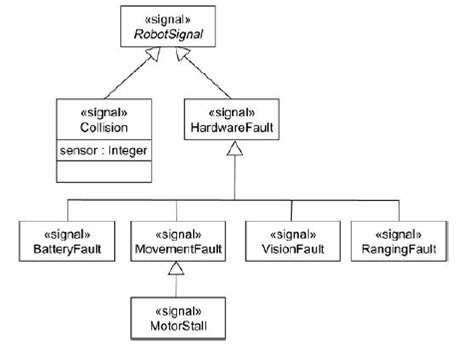 «signal»
RobotSignal
«signal»
Collision
sensor : Integer
«signal»
HardwareFault
«signal»
BatteryFault
«signal»
MovementFault
«signal»
VisionFault
«signal»
RangingFault
«signal»
MotorStall